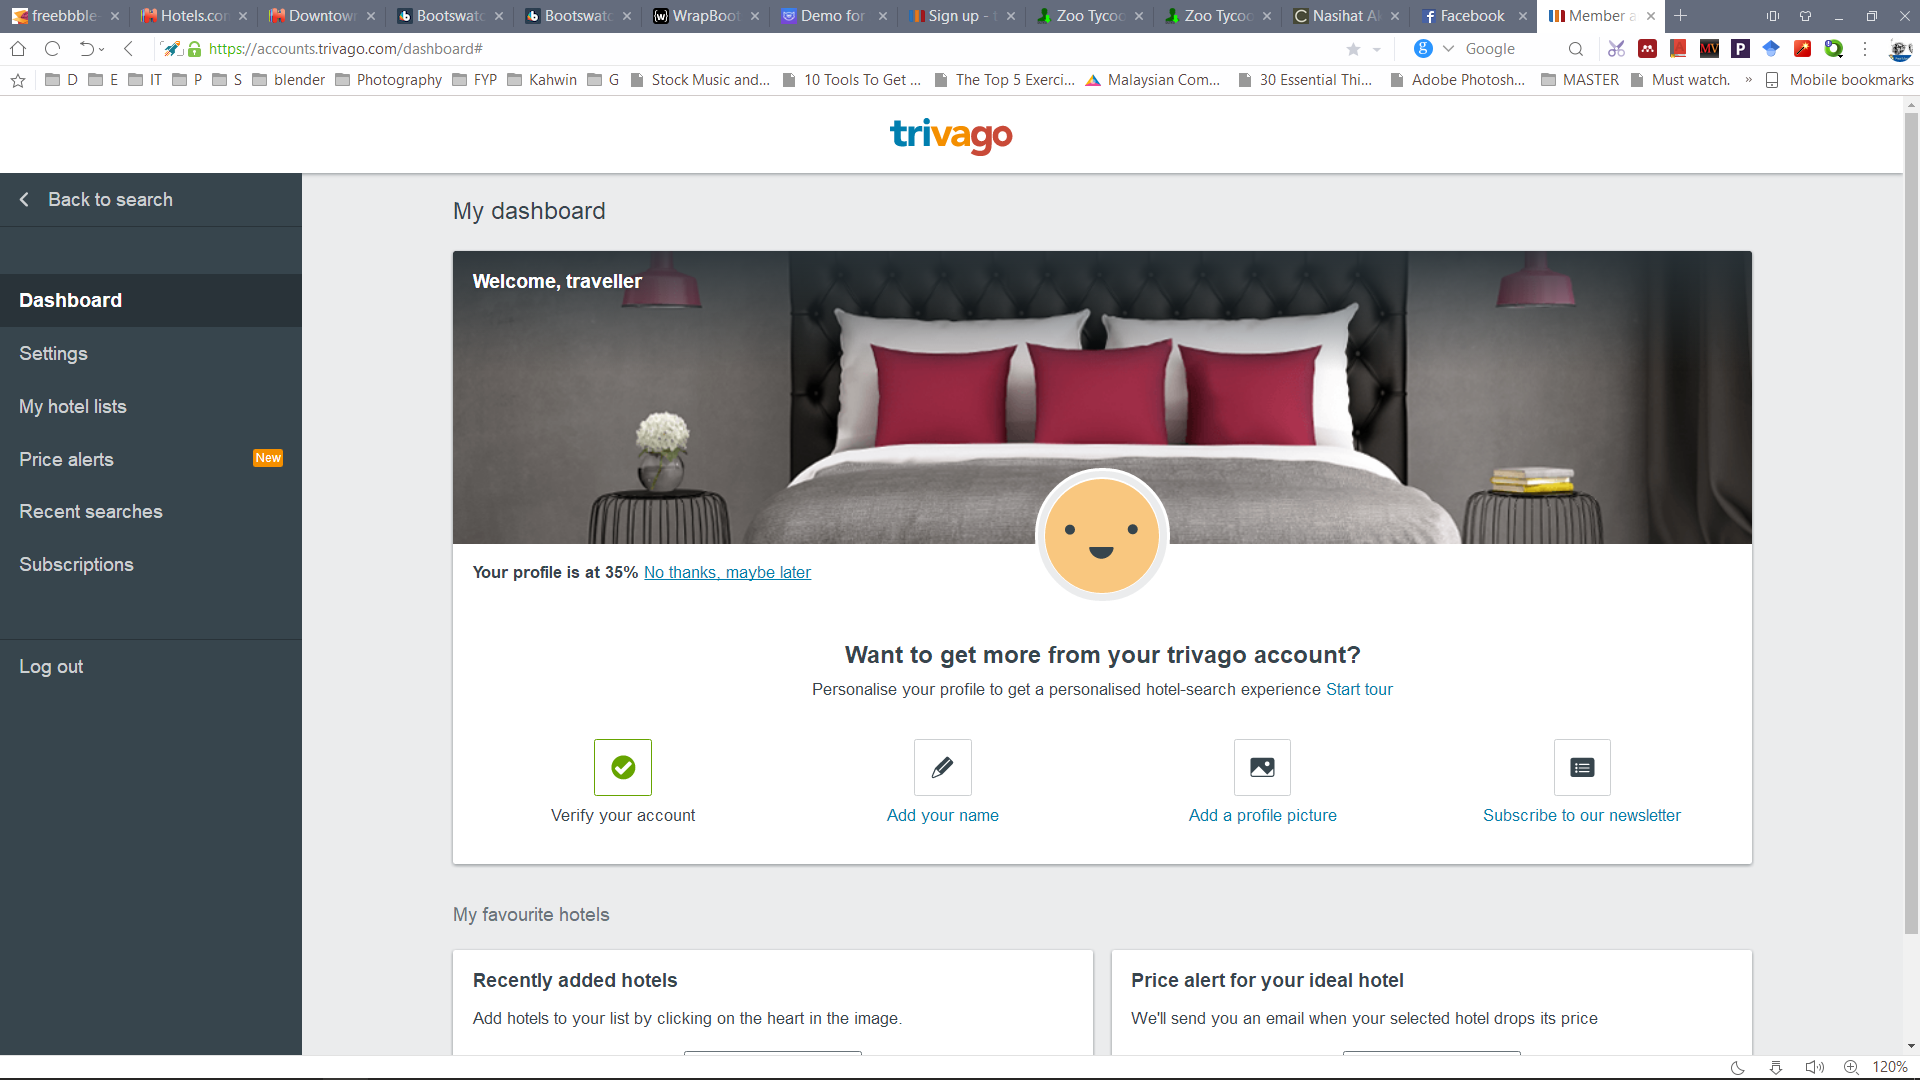 freebbble
Hotels.cor
Downtow
Bootswatc
Bootswatc
WrapBoot
Demo for
Sign up - t
Zoo Tyco
Zoo Tyco
Nasihat Al
Facebook
Member a
https://accounts.trivago.com/dashboard#
Google
D
E
IT
P
S
blender
Photography
FYP
Kahwin
G
Stock Music and...
10 Tools To Get ...
The Top 5 Exerci...
Malaysian Com...
30 Essential Thi...
Adobe Photosh...
MASTER
Must watch.
»
Mobile bookmarks
trivago
Back to search
Dashboard
Settings
My hotel lists
Price alerts
New
Recent searches
Subscriptions
Log out
My dashboard
Welcome, traveller
Your profile is at 35% No thanks, maybe later
Want to get more from your trivago account?
Personalise your profile to get a personalised hotel-search experience Start tour
Verify your account
Add your name
Add a profile picture
Subscribe to our newsletter
My favourite hotels
Recently added hotels
Add hotels to your list by clicking on the heart in the image.
Price alert for your ideal hotel
We'll send you an email when your selected hotel drops its price
120%